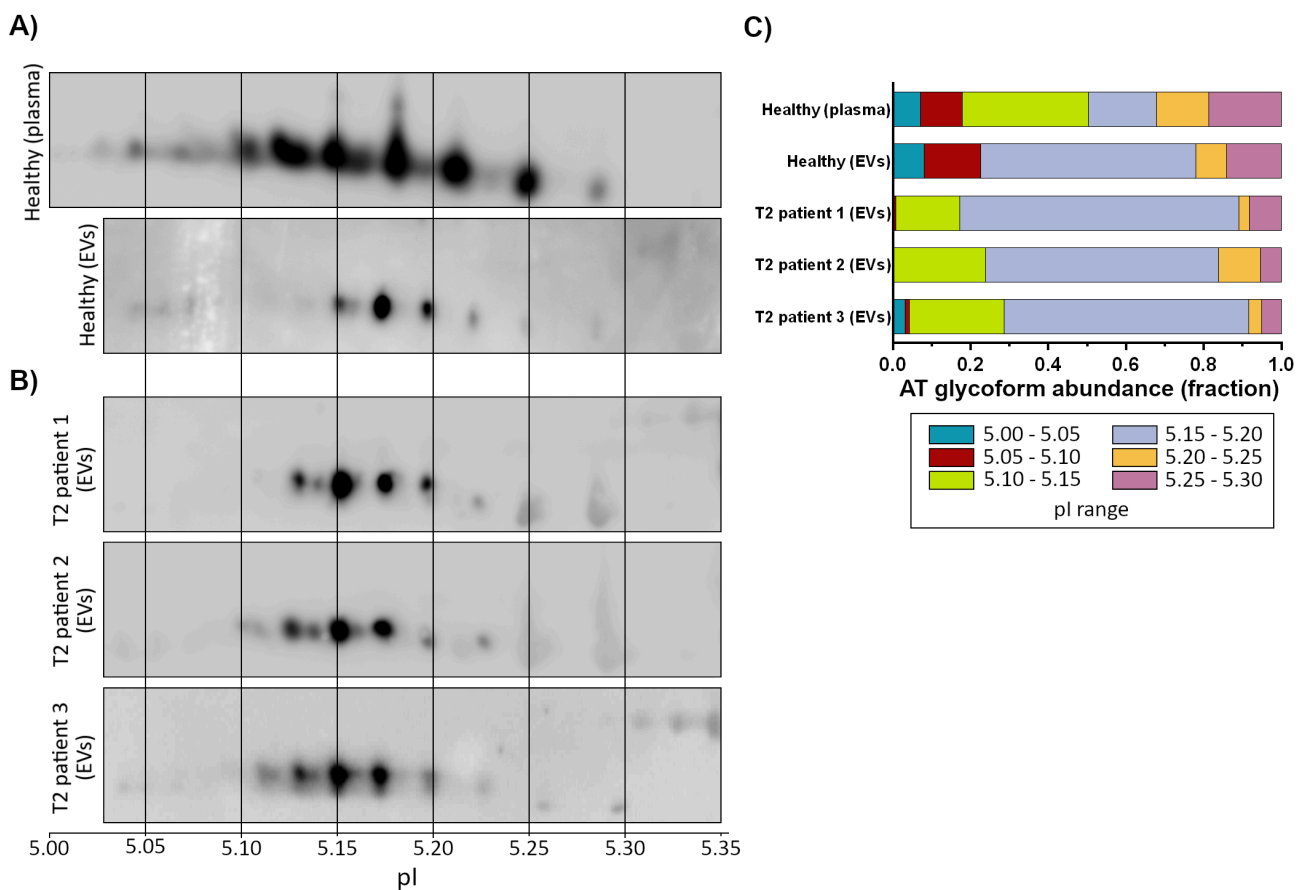 A)
Healthy (plasma)
Healthy (EVs)
B)
T2 patient 1
(EVs)
T2 patient 2
(EVs)
T2 patient 3
(EVs)
5.00 5.05 5.10 5.15 5.20 5.25 5.30 5.35
pI
C)
Healthy (plasma)
Healthy (EVs)
T2 patient 1 (EVs)
T2 patient 2 (EVs)
T2 patient 3 (EVs)
0.0 0.2 0.4 0.6 0.8 1.0
AT glycoform abundance (fraction)
5.00 - 5.05 5.15 - 5.20
5.05 - 5.10 5.20 - 5.25
5.10 - 5.15 5.25 - 5.30
pI range